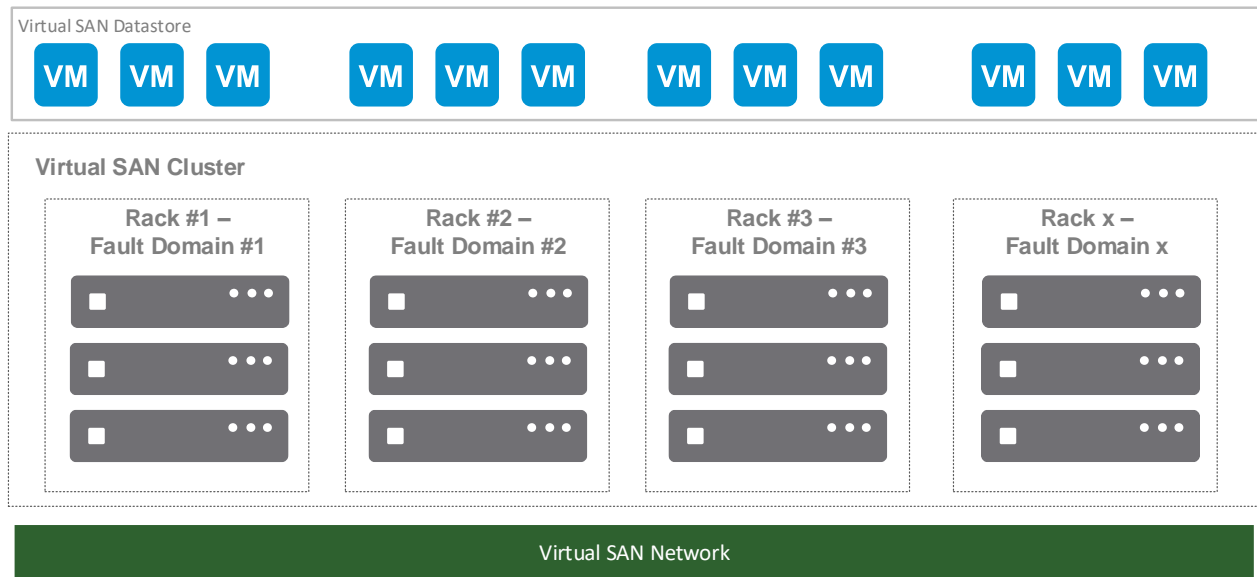 Virtual SAN Datastore
VM VM VM VM VM VM VM VM VM VM VM VM
Virtual SAN Cluster
Rack #1 –
Fault Domain #1
Rack #2 –
Fault Domain #2
Rack #3 –
Fault Domain #3
Rack x –
Fault Domain x
Virtual SAN Network